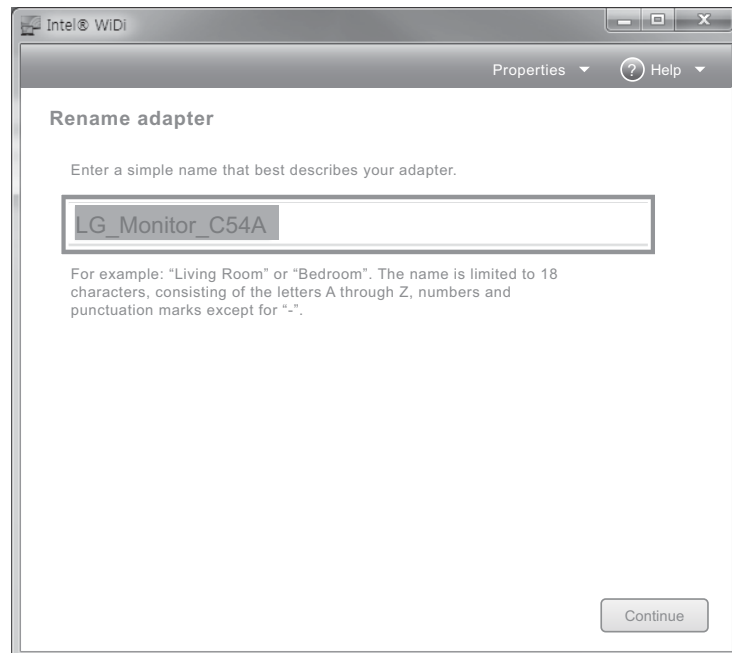 Intel® WiDi
Properties
? Help
Rename adapter
Enter a simple name that best describes your adapter.
LG_Monitor_C54A
For example: “Living Room” or “Bedroom”. The name is limited to 18
characters, consisting of the letters A through Z, numbers and
punctuation marks except for “-”.
Continue